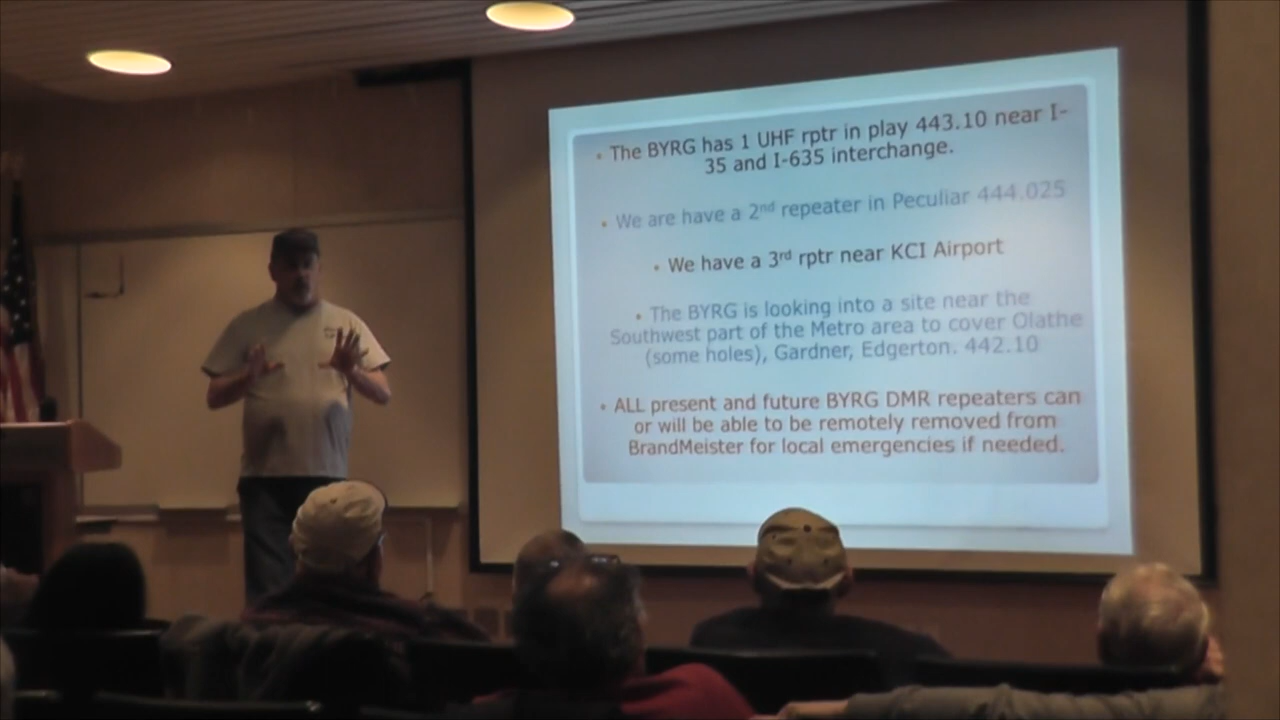 • The BYRG has 1 UHF rptr in play 443.10 near I-
35 and I-635 interchange.
• We are have a 2nd repeater in Peculiar 444.025
• We have a 3rd rptr near KCI Airport
• The BYRG is looking into a site near the
Southwest part of the Metro area to cover Olathe
(some holes), Gardner, Edgerton. 442.10
• ALL present and future BYRG DMR repeaters can
or will be able to be remotely removed from
BrandMeister for local emergencies if needed.